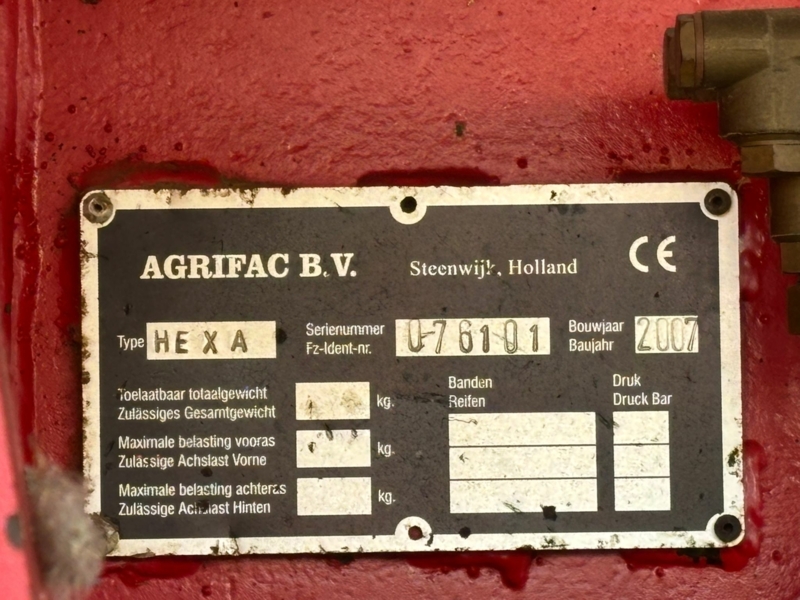 AGRIFAC B.V. Steenwijk, Holland CE
Type HEXA Serienummer Fz-Ident-nr. 076101 Bouwjaar Baujahr 2007
Toelaatbaar totaalgewicht
Zulässiges Gesamtgewicht kg.
Maximale belasting vooras
Zulässige Achslast Vorne kg.
Maximale belasting achteras
Zulässige Achslast Hinten kg.
Banden
Reifen
Druk
Druck Bar